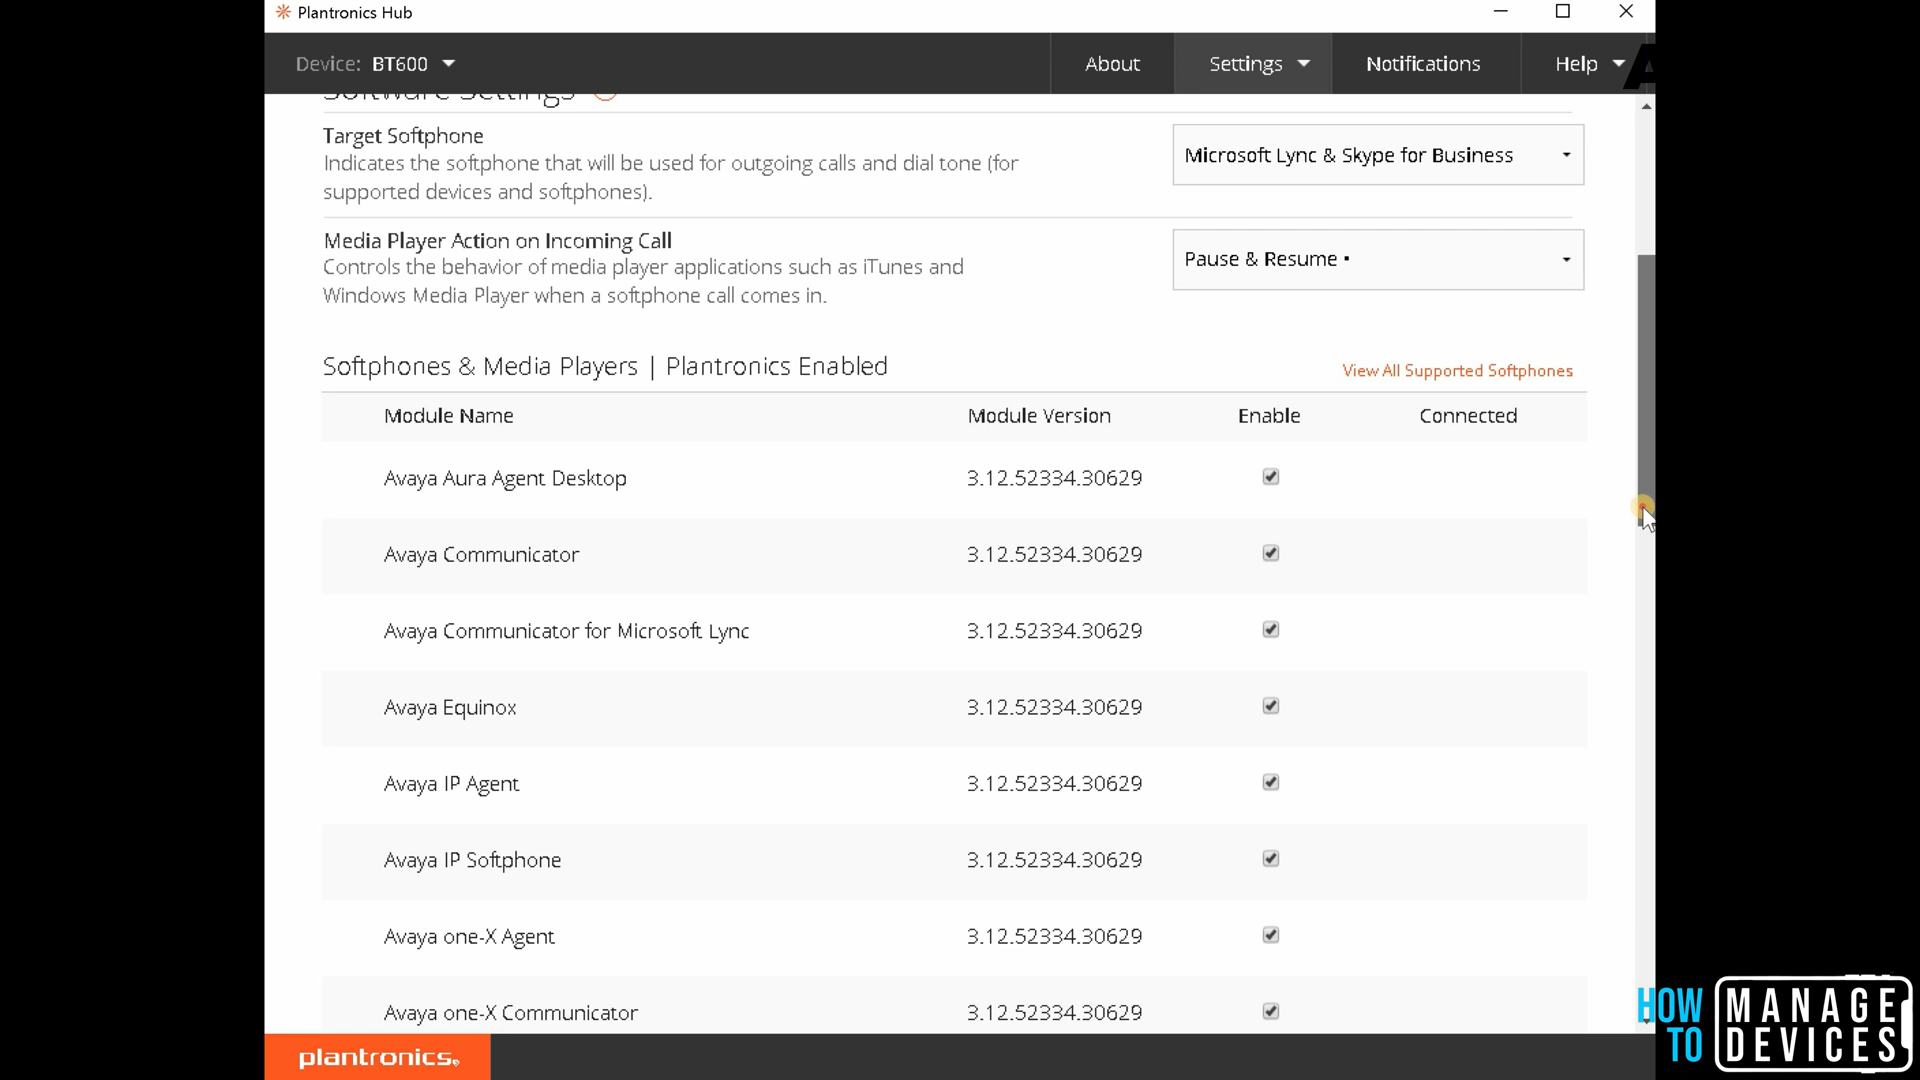 Plantronics Hub
Device: BT600
About
Settings
Notifications
Help
Software Settings
Target Softphone
Indicates the softphone that will be used for outgoing calls and dial tone (for
supported devices and softphones).
Microsoft Lync & Skype for Business
Media Player Action on Incoming Call
Controls the behavior of media player applications such as iTunes and
Windows Media Player when a softphone call comes in.
Pause & Resume •
Softphones & Media Players | Plantronics Enabled
View All Supported Softphones
Module Name Module Version Enable Connected
Avaya Aura Agent Desktop 3.12.52334.30629
Avaya Communicator 3.12.52334.30629
Avaya Communicator for Microsoft Lync 3.12.52334.30629
Avaya Equinox 3.12.52334.30629
Avaya IP Agent 3.12.52334.30629
Avaya IP Softphone 3.12.52334.30629
Avaya one-X Agent 3.12.52334.30629
Avaya one-X Communicator 3.12.52334.30629
plantronics
HOW TO
MANAGE
DEVICES